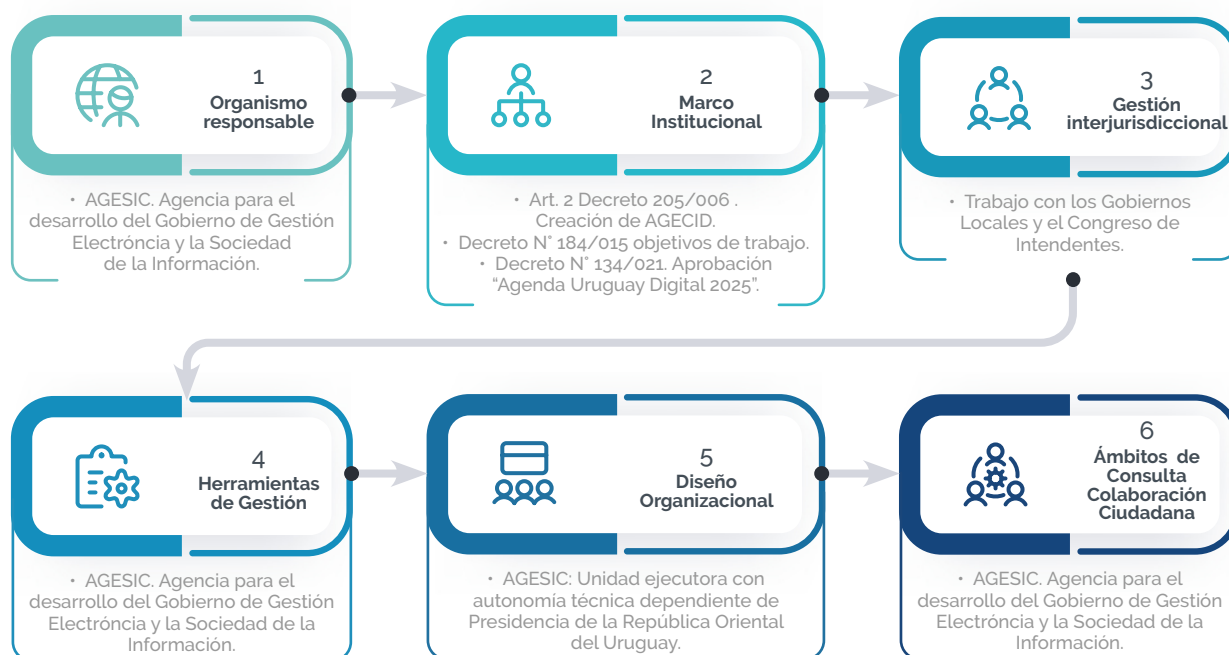 1
Organismo
responsable
• AGESIC. Agencia para el
desarrollo del Gobierno de Gestión
Electróncia y la Sociedad
de la Información.
2
Marco
Institucional
• Art. 2 Decreto 205/006 .
Creación de AGECID.
• Decreto N° 184/015 objetivos de trabajo.
• Decreto N° 134/021. Aprobación
“Agenda Uruguay Digital 2025”.
3
Gestión
interjurisdiccional
• Trabajo con los Gobiernos
Locales y el Congreso de
Intendentes.
4
Herramientas
de Gestión
• AGESIC. Agencia para el
desarrollo del Gobierno de Gestión
Electróncia y la Sociedad de la
Información.
5
Diseño
Organizacional
• AGESIC: Unidad ejecutora con
autonomía técnica dependiente de
Presidencia de la República Oriental
del Uruguay.
6
Ámbitos de
Consulta
Colaboración
Ciudadana
• AGESIC. Agencia para el
desarrollo del Gobierno de Gestión
Electróncia y la Sociedad de la
Información.